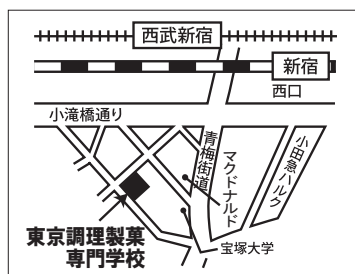 西武新宿
新宿
西口
小滝橋通り
青梅街道
マクドナルド
小田急ハルク
東京調理製菓
専門学校
宝塚大学